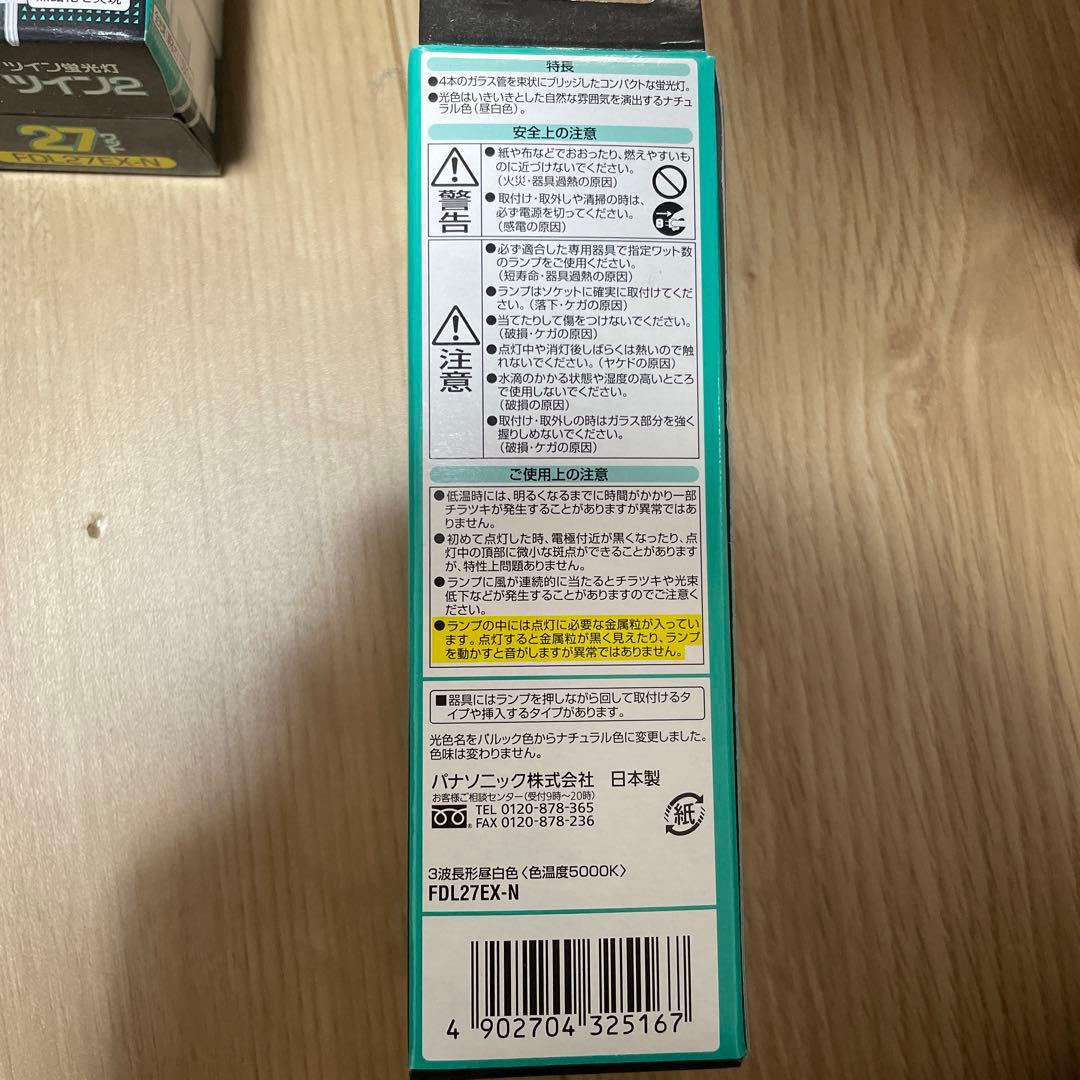 ツイン蛍光灯
ツイン2
27ワット
FDL27EX-N
特長
●4本のガラス管を束状にブリッジしたコンパクトな蛍光灯。
●光色はいきいきとした自然な雰囲気を演出するナチュ
ラル色(昼白色)。
安全上の注意
警告
●紙や布などでおおったり、燃えやすいも
のに近づけないでください。
(火災・器具過熱の原因)
●取付け・取外しや清掃の時は、
必ず電源を切ってください。
(感電の原因)
注意
●必ず適合した専用器具で指定ワット数
のランプをご使用ください。
(短寿命・器具過熱の原因)
●ランプはソケットに確実に取付けてくだ
さい。(落下・ケガの原因)
●当てたりして傷をつけないでください。
(破損・ケガの原因)
●点灯中や消灯後しばらくは熱いので触
れないでください。(ヤケドの原因)
●水滴のかかる状態や湿度の高いところ
で使用しないでください。
(破損の原因)
●取付け・取外しの時はガラス部分を強く
握りしめないでください。
(破損・ケガの原因)
ご使用上の注意
●低温時には、明るくなるまでに時間がかかり一部
チラツキが発生することがありますが異常ではあ
りません。
●初めて点灯した時、電極付近が黒くなったり、点
灯中の頂部に微小な斑点ができることがあります
が、特性上問題ありません。
●ランプに風が連続的に当たるとチラツキや光束
低下などが発生することがありますのでご注意く
ださい。
●ランプの中には点灯に必要な金属粒が入ってい
ます。点灯すると金属粒が黒く見えたり、ランプ
を動かすと音がしますが異常ではありません。
■器具にはランプを押しながら回して取付けるタ
イプや挿入するタイプがあります。
光色名をパルック色からナチュラル色に変更しました。
色味は変わりません。
パナソニック株式会社 日本製
お客様ご相談センター(受付9時〜20時)
TEL 0120-878-365
FAX 0120-878-236
紙
3波長形昼白色〈色温度5000K〉
FDL27EX-N
4 902704 325167